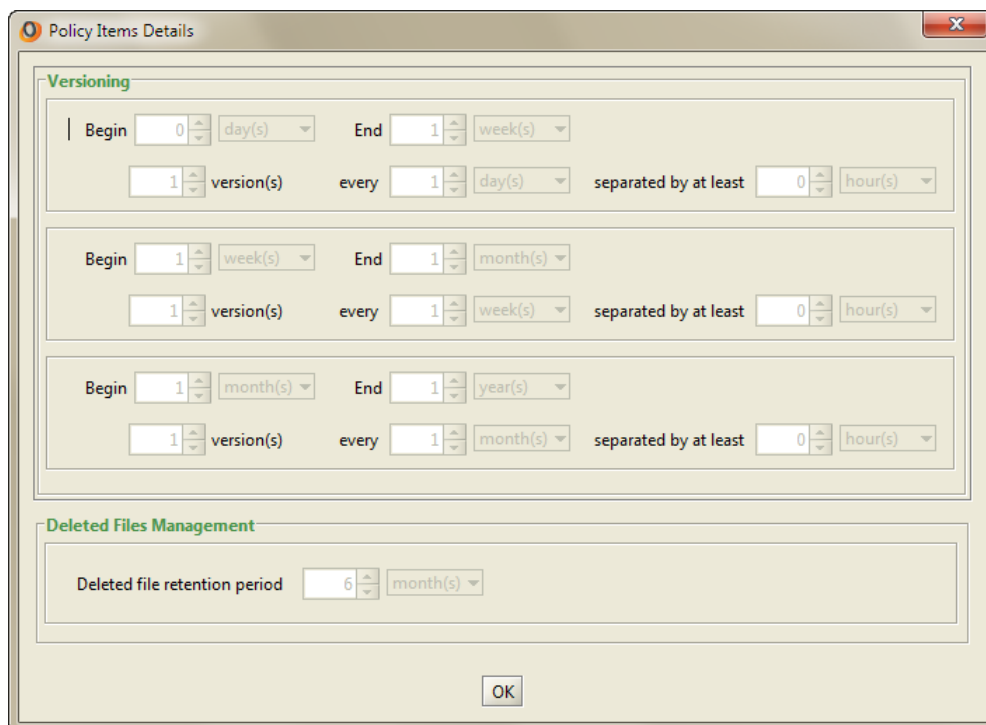 Policy Items Details
Versioning
Begin 0 day(s) End 1 week(s)
1 version(s) every 1 day(s) separated by at least 0 hour(s)
Begin 1 week(s) End 1 month(s)
1 version(s) every 1 week(s) separated by at least 0 hour(s)
Begin 1 month(s) End 1 year(s)
1 version(s) every 1 month(s) separated by at least 0 hour(s)
Deleted Files Management
Deleted file retention period 6 month(s)
OK